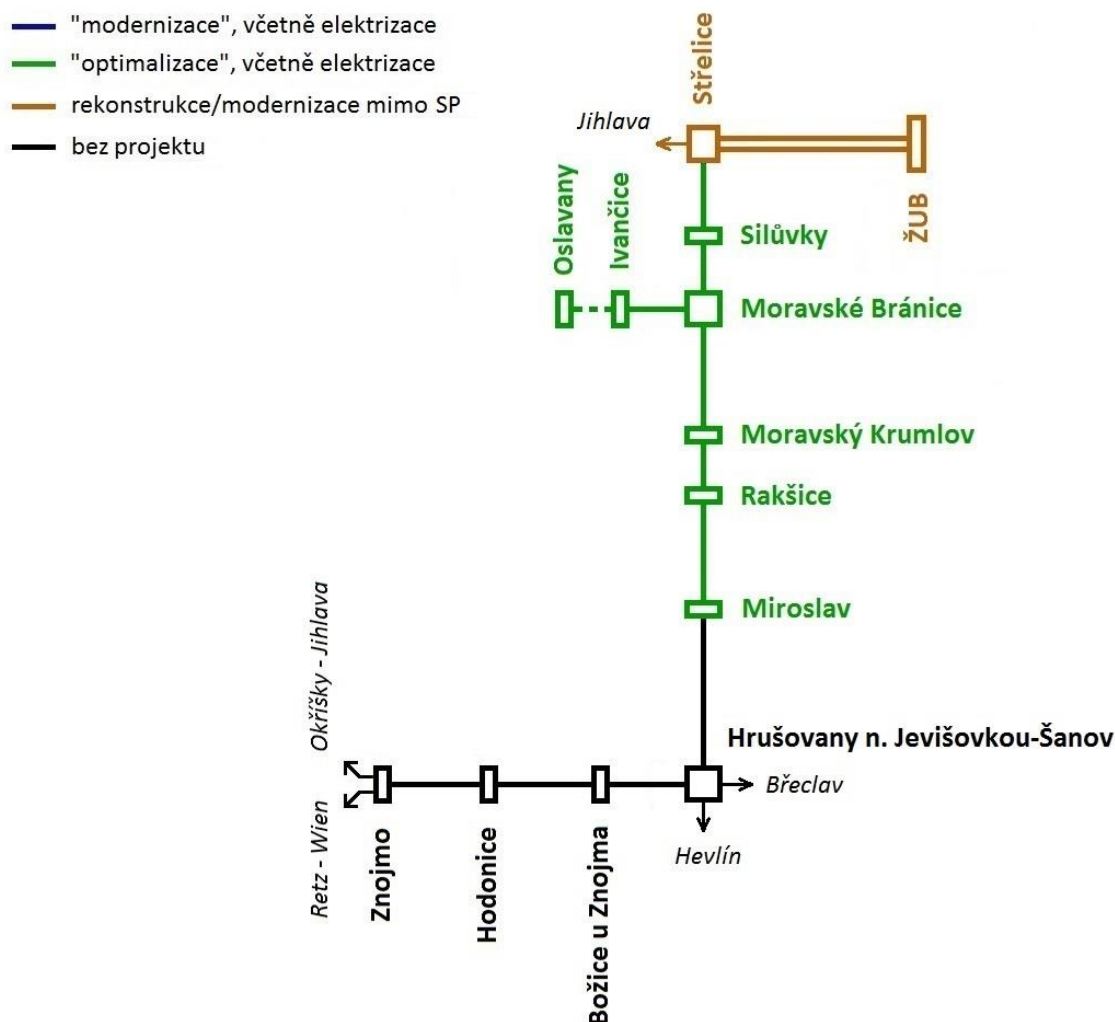 "modernizace", včetně elektrizace
"optimalizace", včetně elektrizace
rekonstrukce/modernizace mimo SP
bez projektu
Střelice
Jihlava
ŽUB
Oslavany
Ivančice
Silůvky
Moravské Bránice
Moravský Krumlov
Rakšice
Miroslav
Okříšky - Jihlava
Retz - Wien
Hrušovany n. Jevišovkou-Šanov
Břeclav
Hevlín
Znojmo
Hodonice
Božice u Znojma